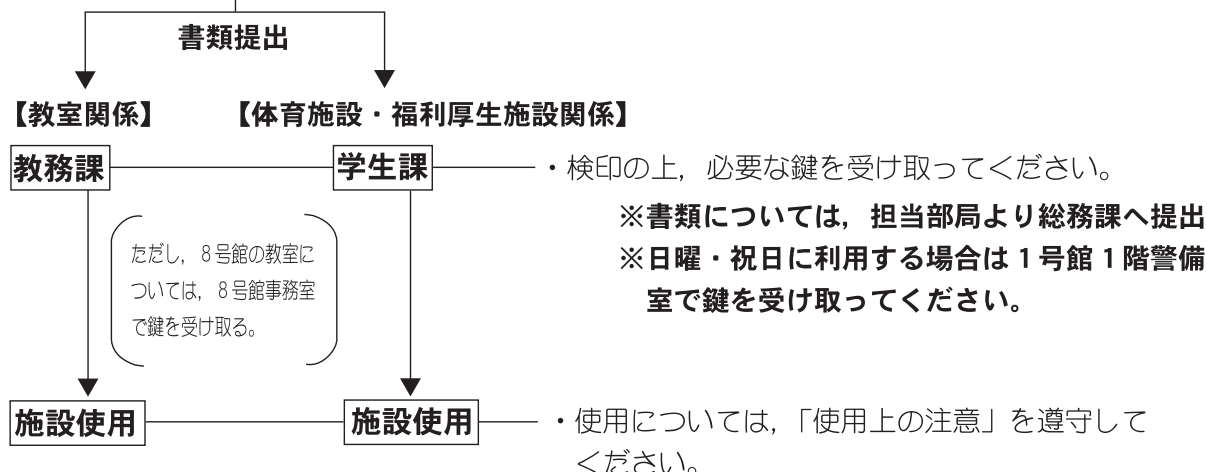 書類提出
【教室関係】
【体育施設・福利厚生施設関係】
教務課
学生課
・検印の上，必要な鍵を受け取ってください。
※書類については，担当部局より総務課へ提出
※日曜・祝日に利用する場合は１号館１階警備
室で鍵を受け取ってください。
ただし，８号館の教室に
ついては，８号館事務室
で鍵を受け取る。
施設使用
施設使用
・使用については，「使用上の注意」を遵守して
ください。